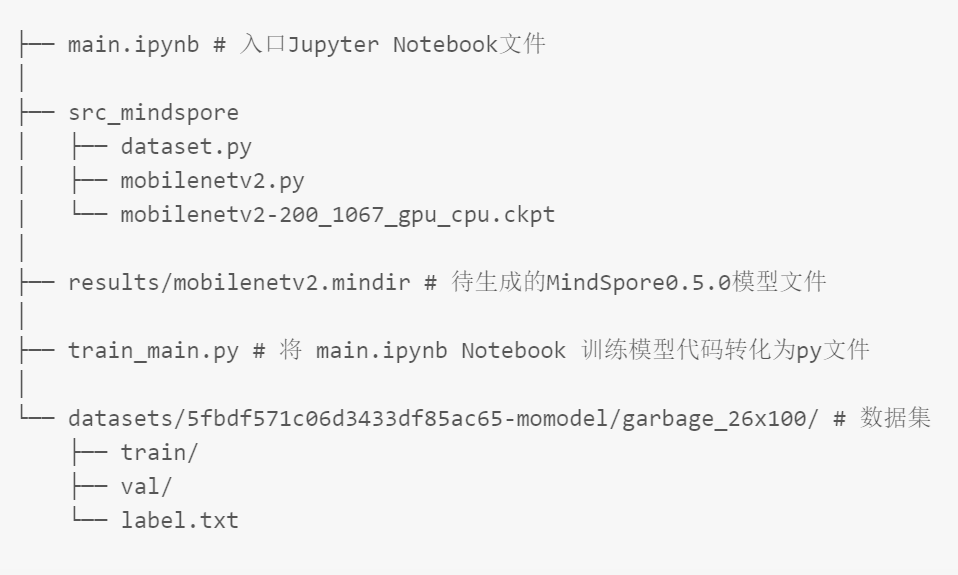 ├── main.ipynb # 入口Jupyter Notebook文件
│
├── src_mindspore
│   ├── dataset.py
│   ├── mobilenetv2.py
│   └── mobilenetv2-200_1067_gpu_cpu.ckpt
│
├── results/mobilenetv2.mindir # 待生成的MindSpore0.5.0模型文件
│
├── train_main.py # 将 main.ipynb Notebook 训练模型代码转化为py文件
│
└── datasets/5fbdf571c06d3433df85ac65-momodel/garbage_26x100/ # 数据集
    ├── train/
    ├── val/
    └── label.txt